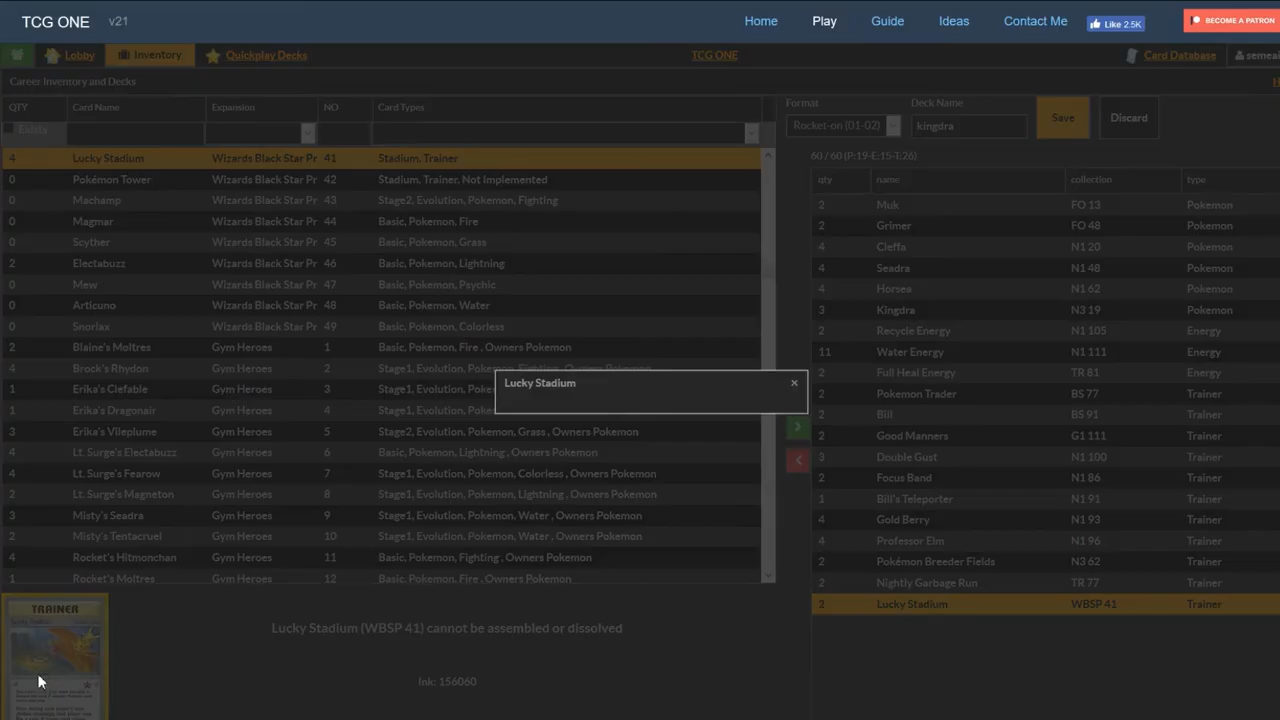 TCG ONE v21 Home Play Guide Ideas Contact Me Like 2.5K BECOME A PATRON
Lobby Inventory Quickplay Decks TCG ONE Card Database
Career Inventory and Decks
QTY Card Name Expansion NO Card Types
Exists
4 Lucky Stadium Wizards Black Star Pr 41 Stadium, Trainer
0 Pokémon Tower Wizards Black Star Pr 42 Stadium, Trainer, Not Implemented
0 Machamp Wizards Black Star Pr 43 Stage2, Evolution, Pokemon, Fighting
0 Magmar Wizards Black Star Pr 44 Basic, Pokemon, Fire
0 Scyther Wizards Black Star Pr 45 Basic, Pokemon, Grass
2 Electabuzz Wizards Black Star Pr 46 Basic, Pokemon, Lightning
0 Mew Wizards Black Star Pr 47 Basic, Pokemon, Psychic
0 Articuno Wizards Black Star Pr 48 Basic, Pokemon, Water
0 Snorlax Wizards Black Star Pr 49 Basic, Pokemon, Colorless
2 Blaine's Moltres Gym Heroes 1 Basic, Pokemon, Fire , Owners Pokemon
4 Brock's Rhydon Gym Heroes 2 Stage1, Evolution, Pokemon, Fighting , Owners Pokemon
1 Erika's Clefable Gym Heroes 3 Stage1, Evolution, Pokemon,
1 Erika's Dragonair Gym Heroes 4 Stage1, Evolution, Pokemon,
3 Erika's Vileplume Gym Heroes 5 Stage2, Evolution, Pokemon, Grass , Owners Pokemon
4 Lt. Surge's Electabuzz Gym Heroes 6 Basic, Pokemon, Lightning , Owners Pokemon
4 Lt. Surge's Fearow Gym Heroes 7 Stage1, Evolution, Pokemon, Colorless , Owners Pokemon
2 Lt. Surge's Magneton Gym Heroes 8 Stage1, Evolution, Pokemon, Lightning , Owners Pokemon
3 Misty's Seadra Gym Heroes 9 Stage1, Evolution, Pokemon, Water , Owners Pokemon
2 Misty's Tentacruel Gym Heroes 10 Stage1, Evolution, Pokemon, Water , Owners Pokemon
4 Rocket's Hitmonchan Gym Heroes 11 Basic, Pokemon, Fighting , Owners Pokemon
1 Rocket's Moltres Gym Heroes 12 Basic, Pokemon, Fire , Owners Pokemon
Lucky Stadium ×
TRAINER
Lucky Stadium
Lucky Stadium (WBSP 41) cannot be assembled or dissolved
Ink: 156060
Format Deck Name
Rocket-on (01-02) kingdra Save Discard
60 / 60 (P:19-E:15-T:26)
qty name collection type
2 Muk FO 13 Pokemon
2 Grimer FO 48 Pokemon
4 Cleffa N1 20 Pokemon
4 Seadra N1 48 Pokemon
4 Horsea N1 62 Pokemon
3 Kingdra N3 19 Pokemon
2 Recycle Energy N1 105 Energy
11 Water Energy N1 111 Energy
2 Full Heal Energy TR 81 Energy
2 Pokemon Trader BS 77 Trainer
2 Bill BS 91 Trainer
2 Good Manners G1 111 Trainer
3 Double Gust N1 100 Trainer
2 Focus Band N1 86 Trainer
1 Bill's Teleporter N1 91 Trainer
4 Gold Berry N1 93 Trainer
4 Professor Elm N1 96 Trainer
2 Pokémon Breeder Fields N3 62 Trainer
2 Nightly Garbage Run TR 77 Trainer
2 Lucky Stadium WBSP 41 Trainer